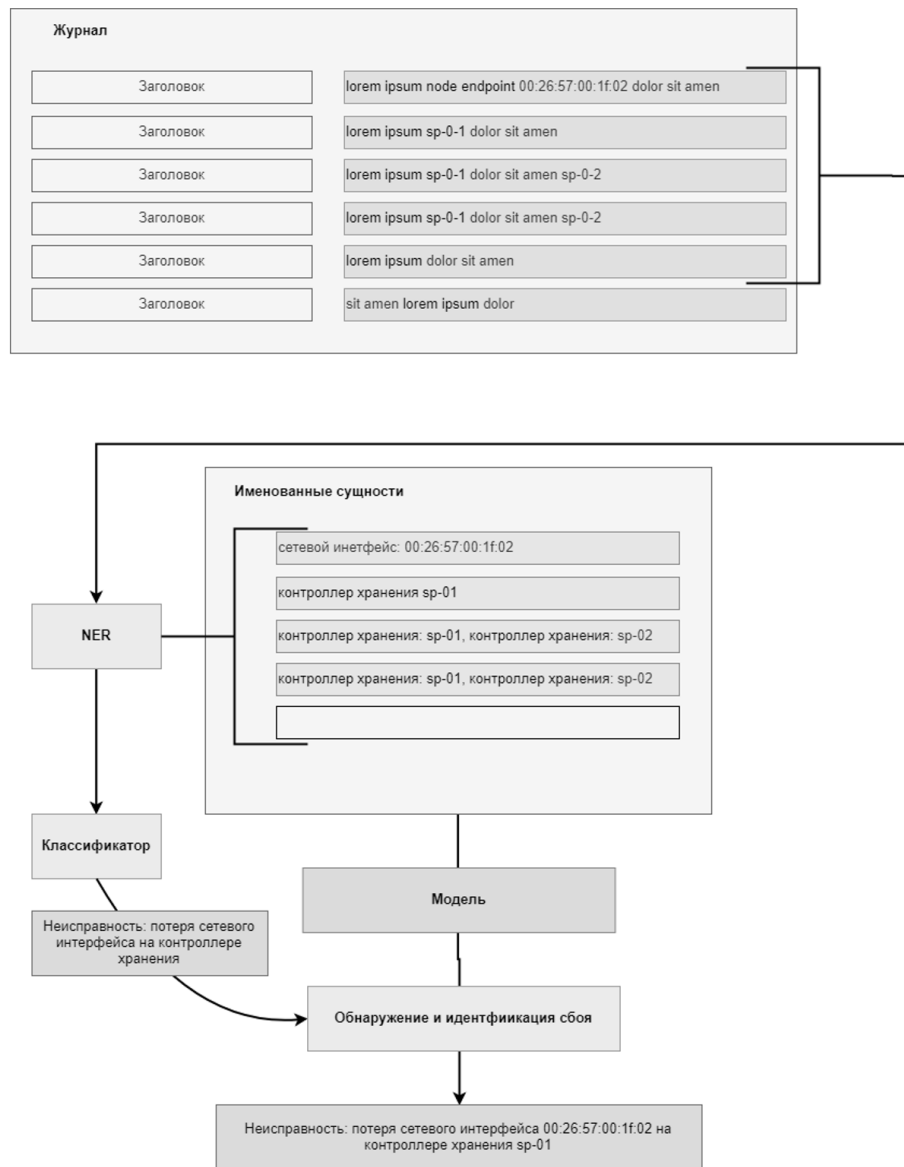 Журнал
Заголовок
lorem ipsum node endpoint 00:26:57:00:1f:02 dolor sit amen
Заголовок
lorem ipsum sp-0-1 dolor sit amen
Заголовок
lorem ipsum sp-0-1 dolor sit amen sp-0-2
Заголовок
lorem ipsum sp-0-1 dolor sit amen sp-0-2
Заголовок
lorem ipsum dolor sit amen
Заголовок
sit amen lorem ipsum dolor
Именованные сущности
сетевой инетфейс: 00:26:57:00:1f:02
контроллер хранения sp-01
NER
контроллер хранения: sp-01, контроллер хранения: sp-02
контроллер хранения: sp-01, контроллер хранения: sp-02
Классификатор
Модель
Неисправность: потеря сетевого
интерфейса на контроллере
хранения
Обнаружение и идентфиикация сбоя
Неисправность: потеря сетевого интерфейса 00:26:57:00:1f:02 на
контроллере хранения sp-01